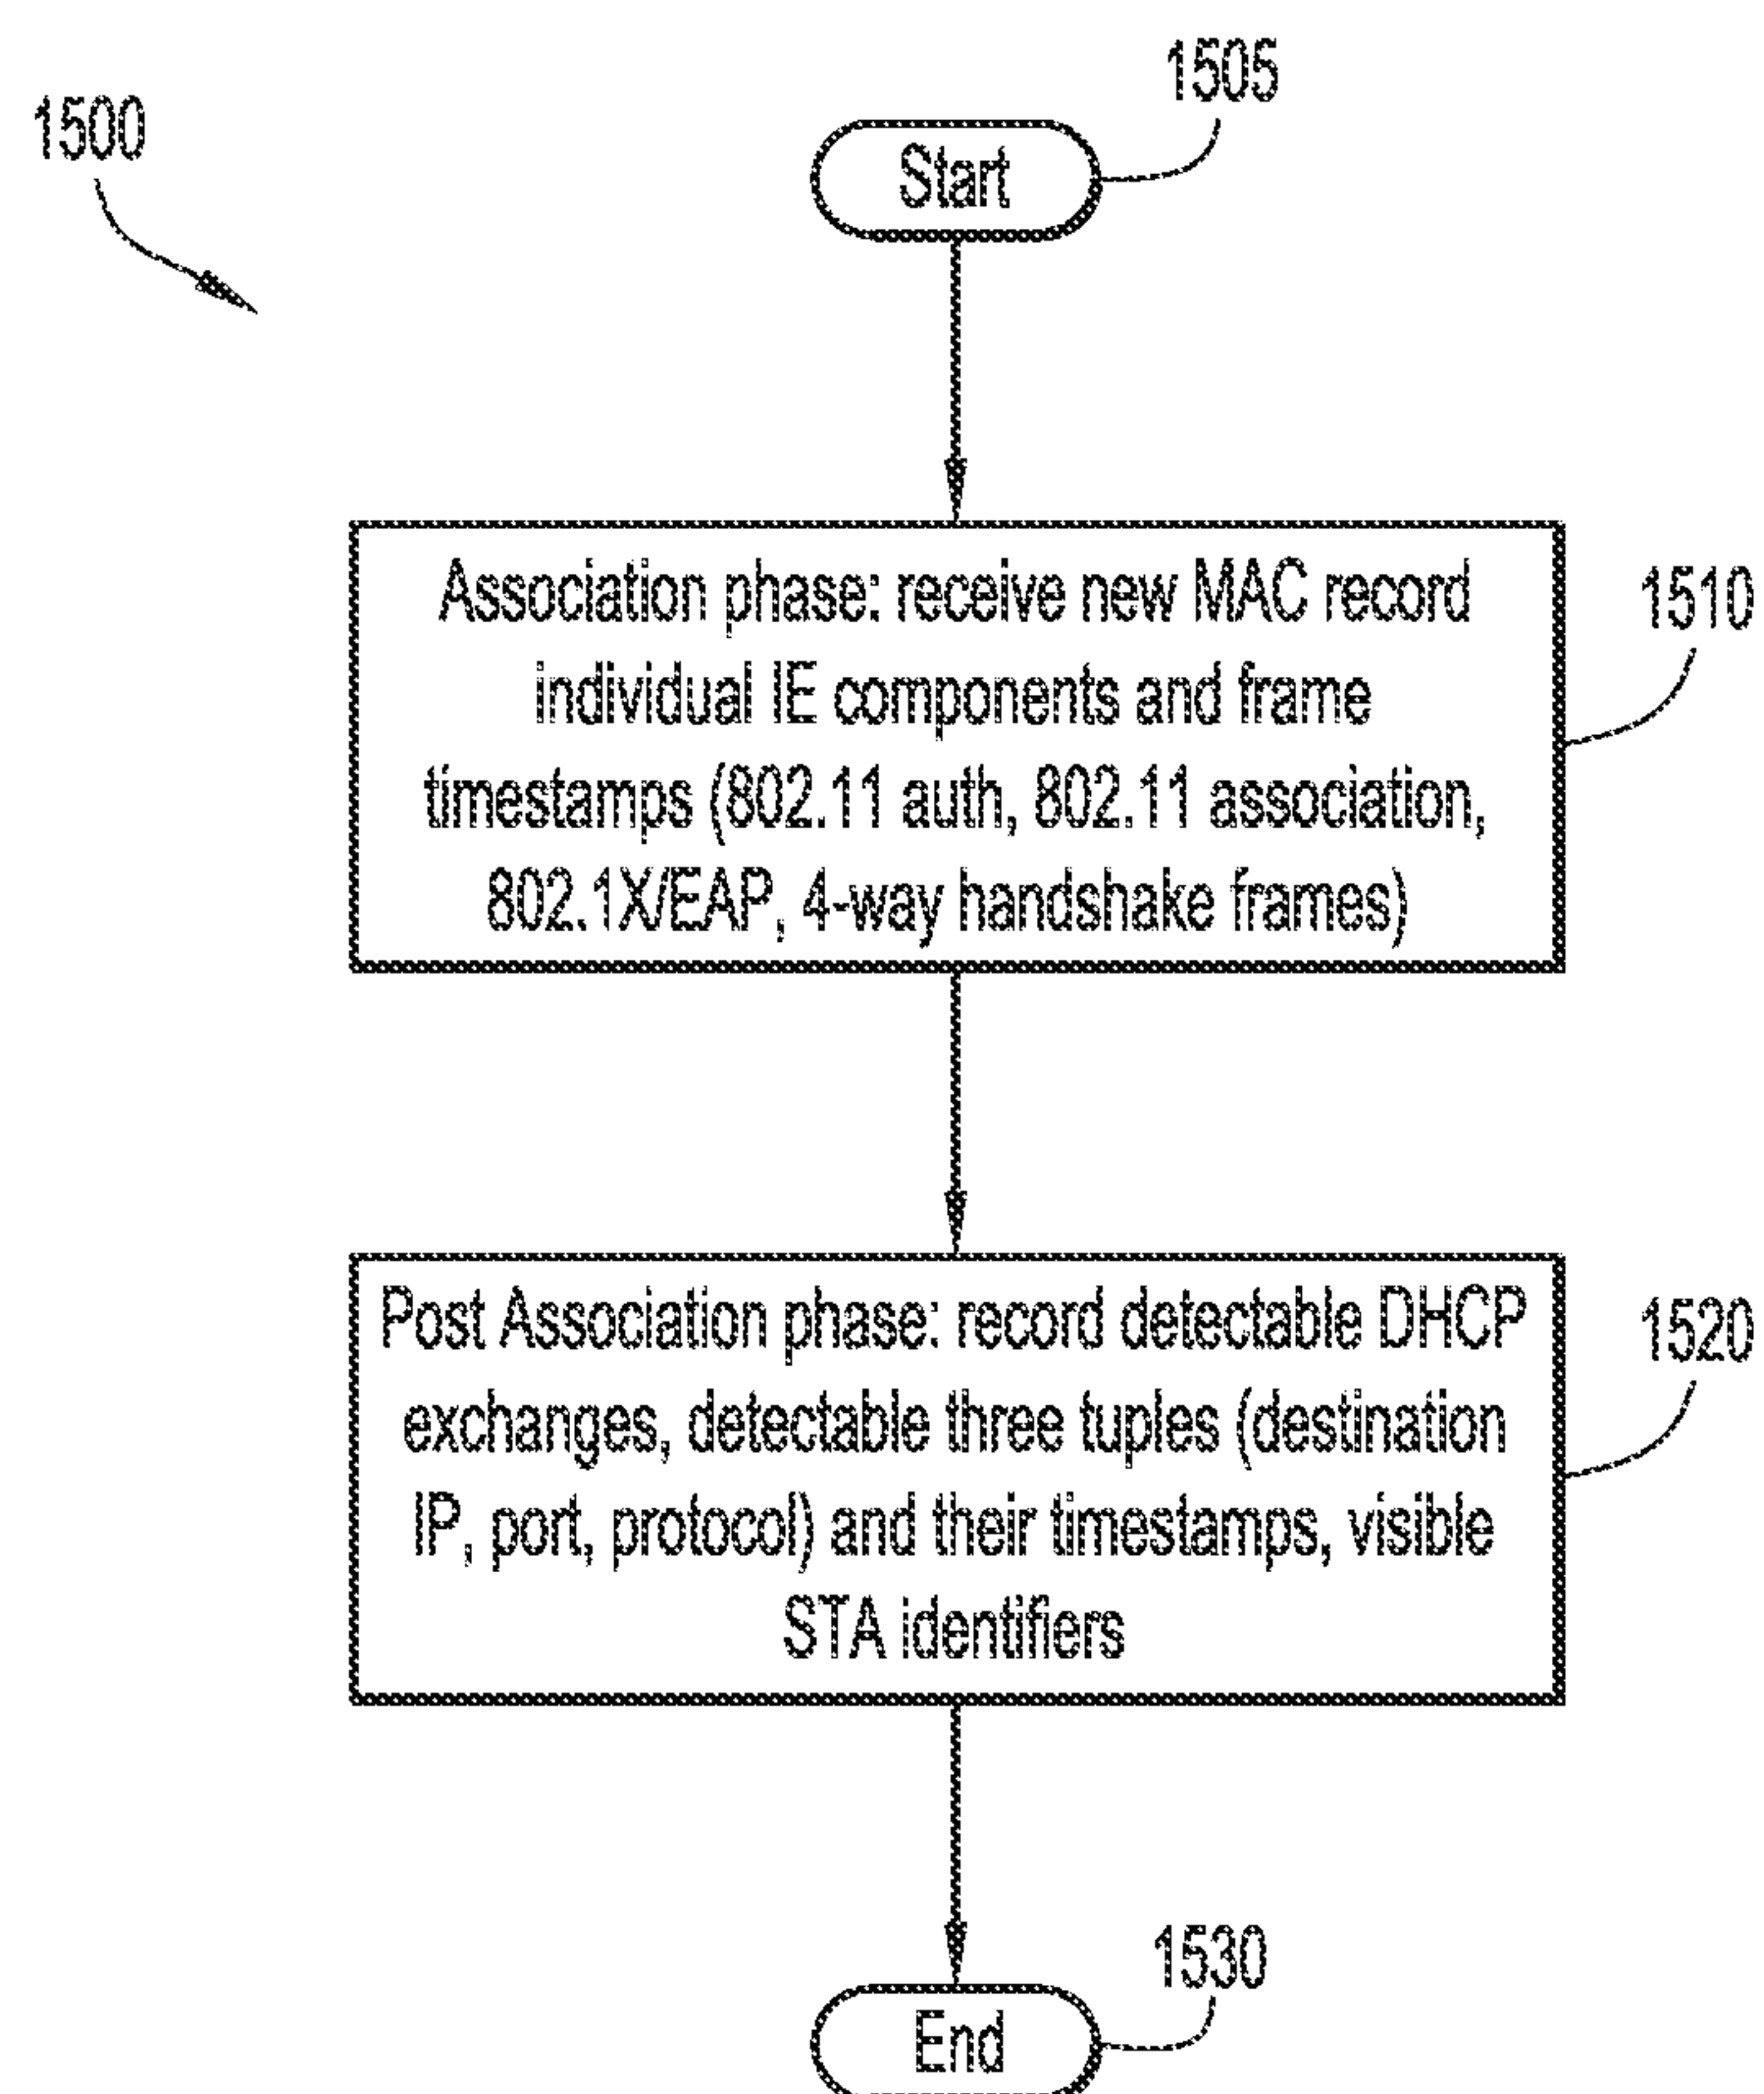 1500
1505
Start
Association phase: receive new MAC record
individual IE components and frame
timestamps (802.11 auth, 802.11 association,
802.1X/EAP, 4-way handshake frames)
1510
Post Association phase: record detectable DHCP
exchanges, detectable three tuples (destination
IP, port, protocol) and their timestamps, visible
STA identifiers
1520
1530
End